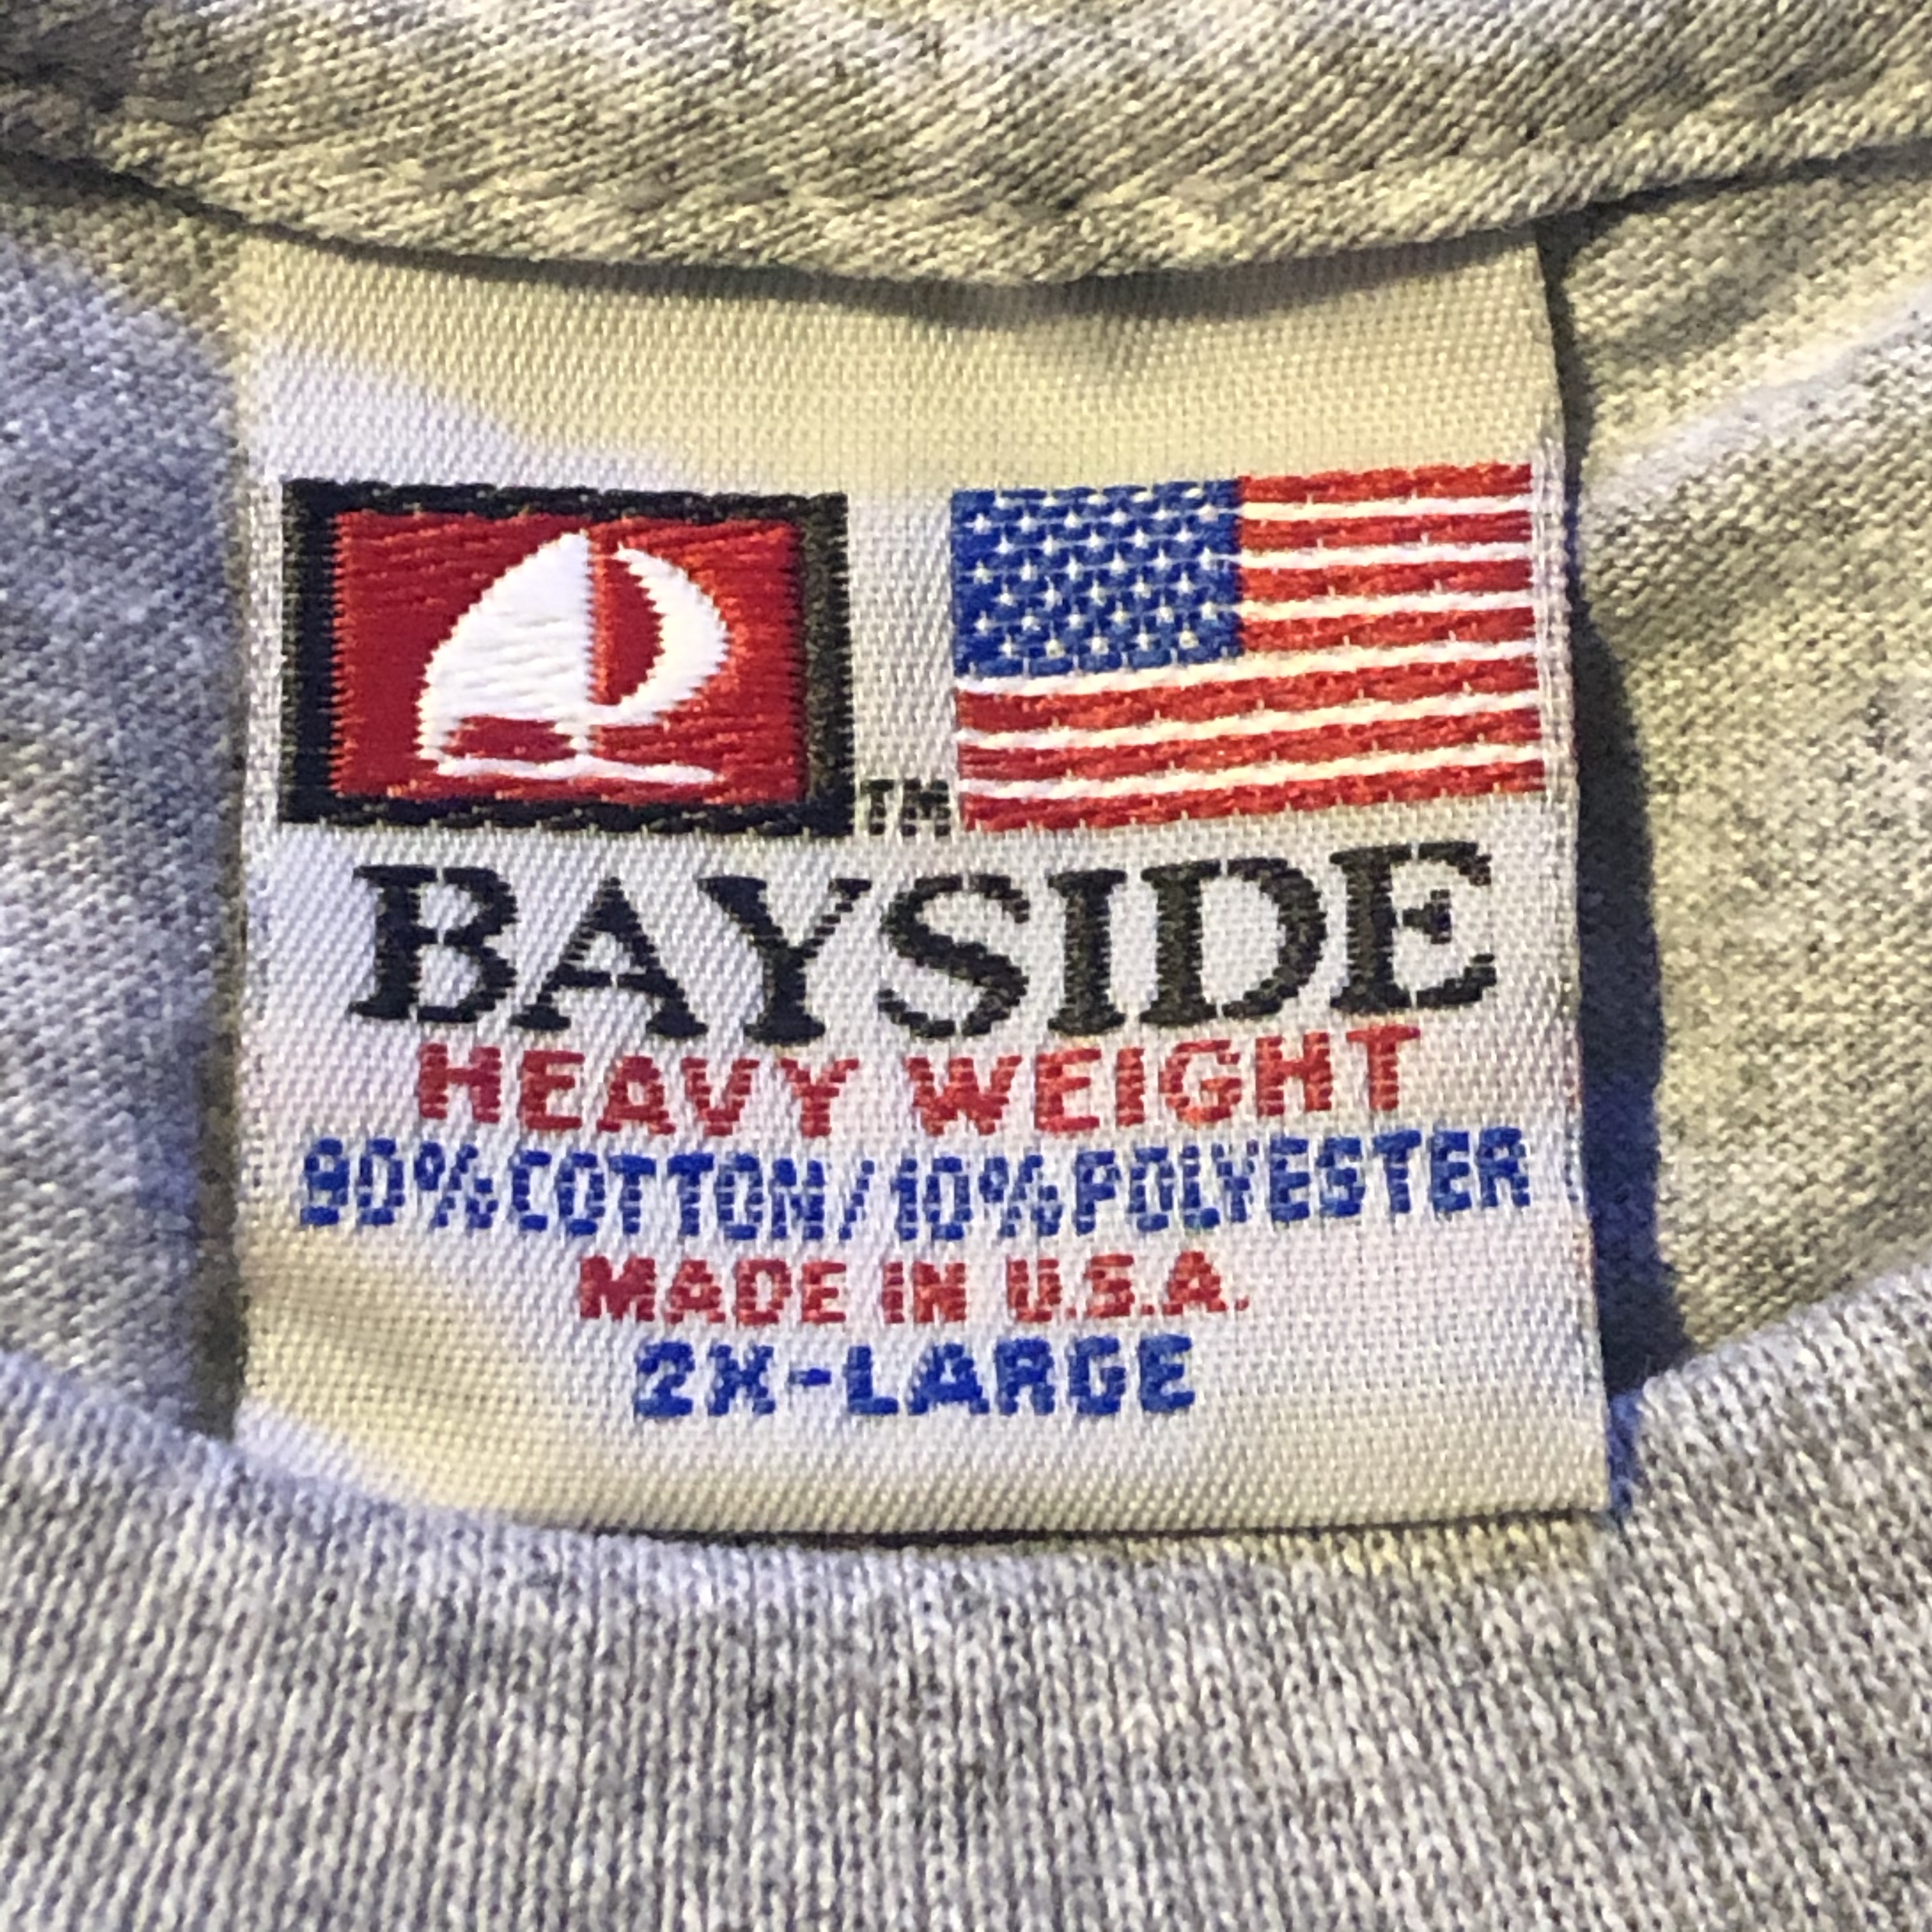 TM
BAYSIDE
HEAVY WEIGHT
90%COTTON/10%POLYESTER
MADE IN U.S.A.
2X-LARGE